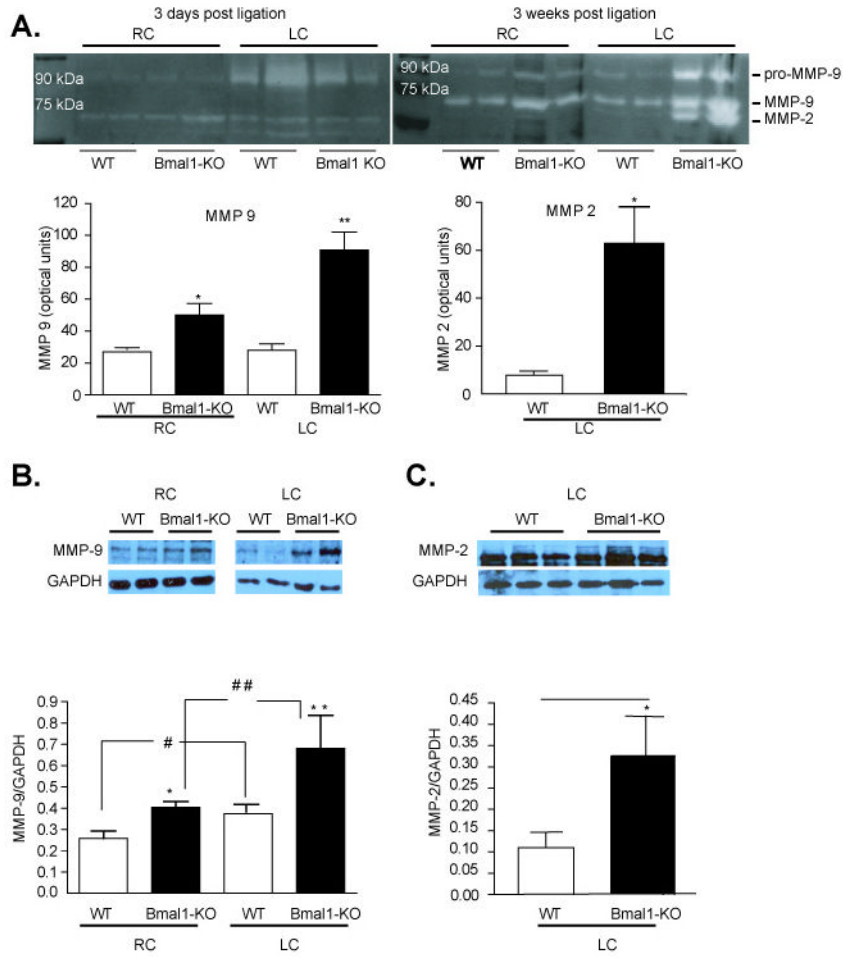 A.
3 days post ligation
3 weeks post ligation
RC LC RC LC
90 kDa
75 kDa
90 kDa
75 kDa
pro-MMP-9
MMP-9
MMP-2
WT Bmal1-KO WT Bmal1 KO WT Bmal1-KO WT Bmal1-KO
MMP 9
MMP 9 (optical units)
120
100
80
60
40
20
0
*
**
WT Bmal1-KO WT Bmal1-KO
RC LC
MMP 2
MMP 2 (optical units)
80
60
40
20
0
*
WT Bmal1-KO
LC
B.
RC LC
WT Bmal1-KO WT Bmal1-KO
MMP-9
GAPDH
C.
LC
WT Bmal1-KO
MMP-2
GAPDH
MMP-9/GAPDH
0.9
0.8
0.7
0.6
0.5
0.4
0.3
0.2
0.1
0.0
#
##
*
* *
WT Bmal1-KO WT Bmal1-KO
RC LC
MMP-2/GAPDH
0.45
0.40
0.35
0.30
0.25
0.20
0.15
0.10
0.05
0.00
*
WT Bmal1-KO
LC